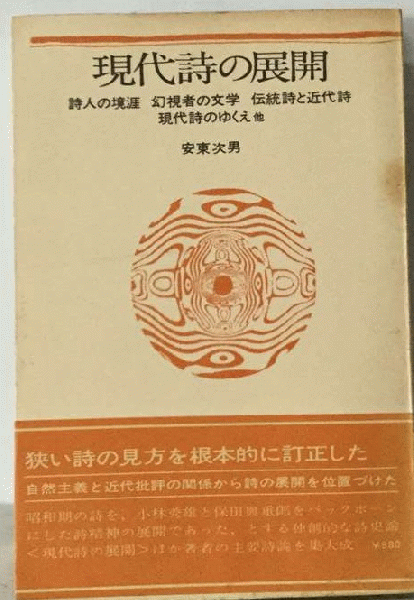 現代詩の展開
詩人の境涯 幻視者の文学 伝統詩と近代詩
現代詩のゆくえ他
安東次男
狭い詩の見方を根本的に訂正した
自然主義と近代批評の関係から詩の展開を位置づけた
昭和期の詩を、小林秀雄と保田與重郎をバックボーン
にした詩精神の展開であった、とする体制的な詩史論
<現代詩の展開>ほか著者の主要詩論を集大成 ¥680